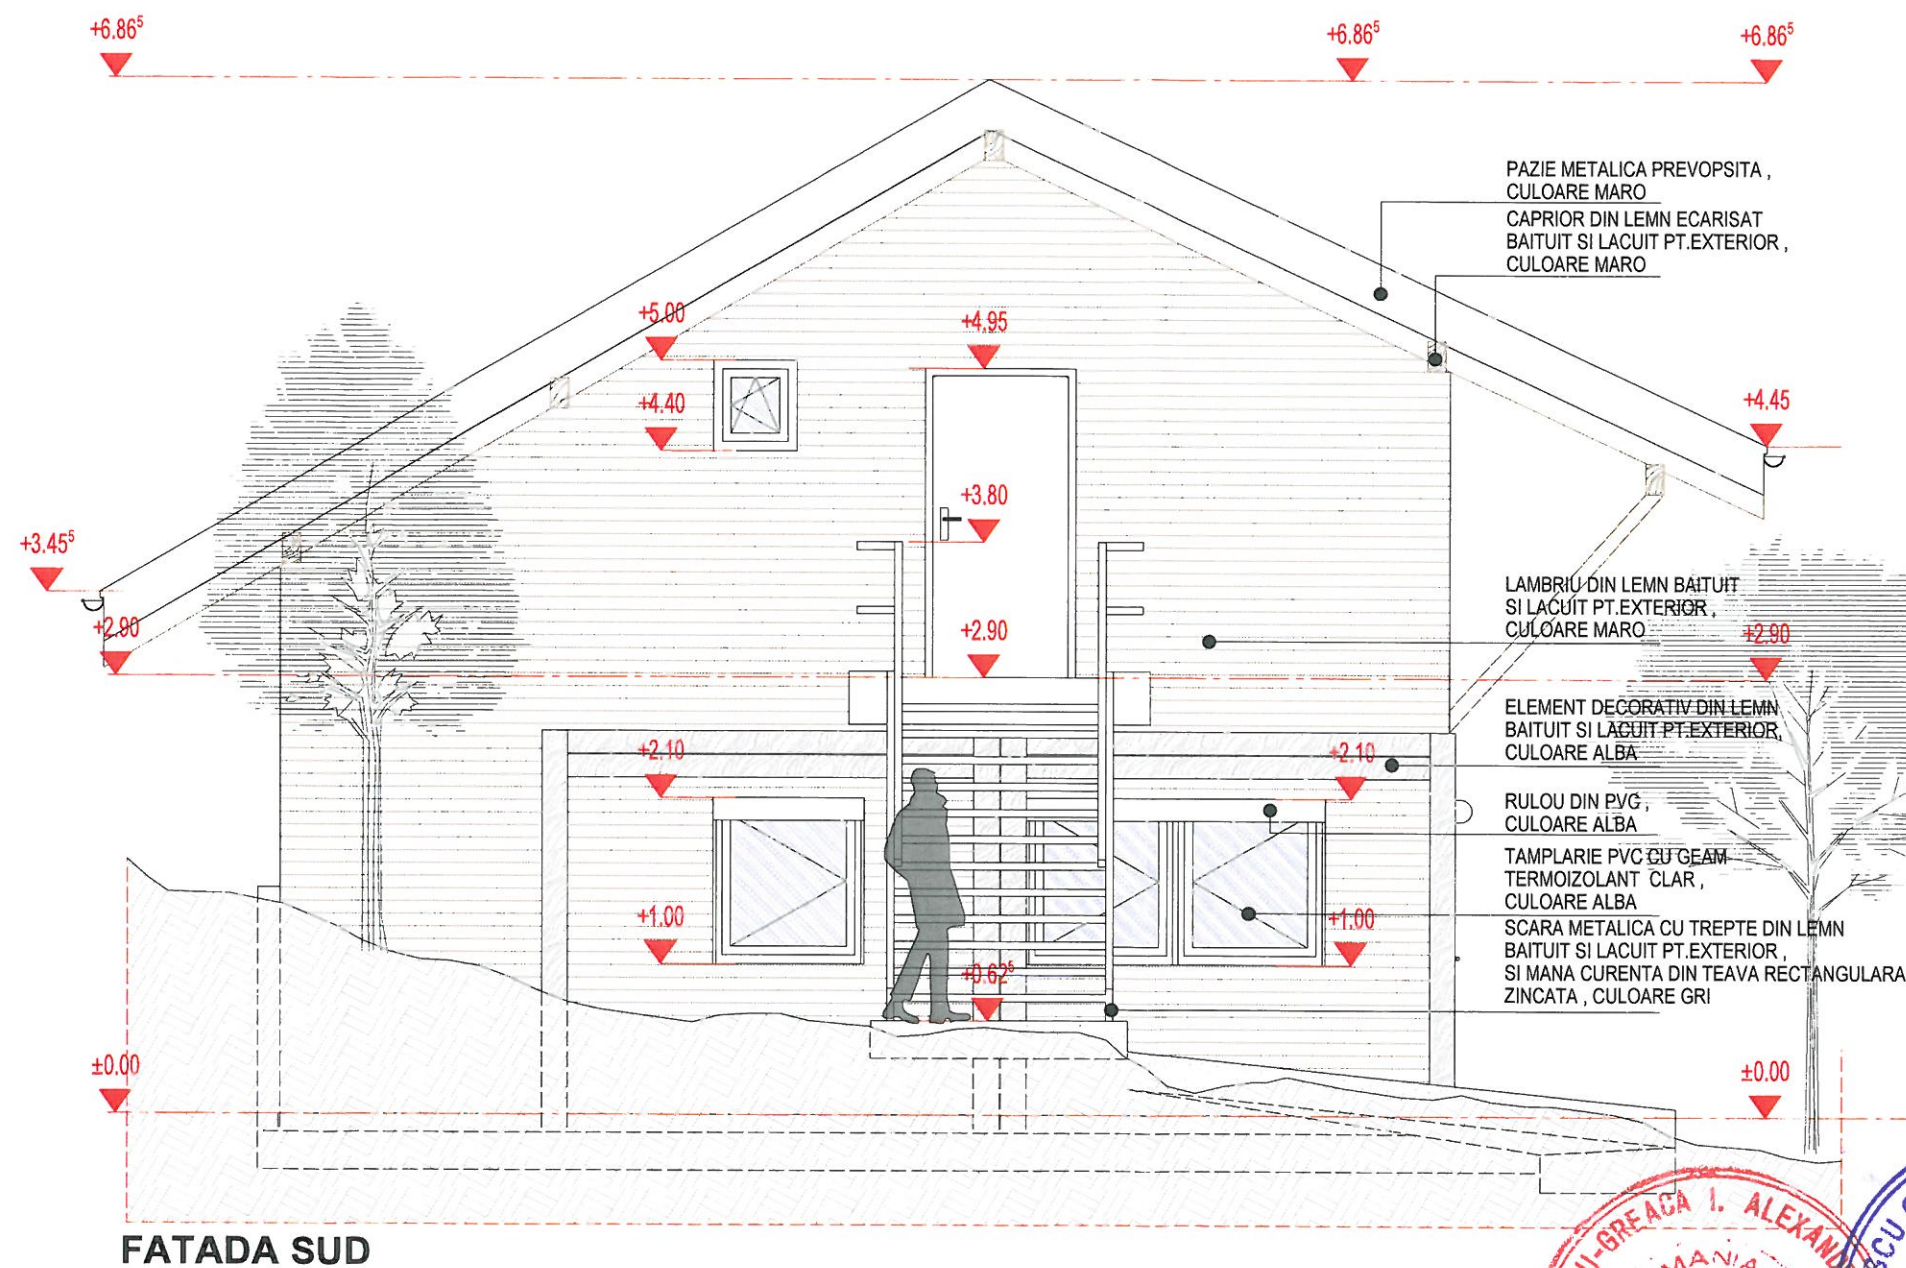 +6.86⁵
+6.86⁵
+6.86⁵
PAZIE METALICA PREVOPSITA ,
CULOARE MARO
CAPRIOR DIN LEMN ECARISAT
BAITUIT SI LACUIT PT.EXTERIOR ,
CULOARE MARO
+5.00
+4.95
+4.40
+4.45
+3.80
+3.45⁵
LAMBRIU DIN LEMN BAITUIT
SI LACUIT PT.EXTERIOR ,
CULOARE MARO
+2.90
+2.90
+2.90
ELEMENT DECORATIV DIN LEMN
BAITUIT SI LACUIT PT.EXTERIOR,
CULOARE ALBA
+2.10
+2.10
RULOU DIN PVC ,
CULOARE ALBA
TAMPLARIE PVC CU GEAM
TERMOIZOLANT CLAR ,
CULOARE ALBA
+1.00
+1.00
SCARA METALICA CU TREPTE DIN LEMN
BAITUIT SI LACUIT PT.EXTERIOR ,
SI MANA CURENTA DIN TEAVA RECTANGULARA
ZINCATA , CULOARE GRI
+0.62⁵
±0.00
±0.00
FATADA SUD
-GREACA I. ALEXAND
MANIA